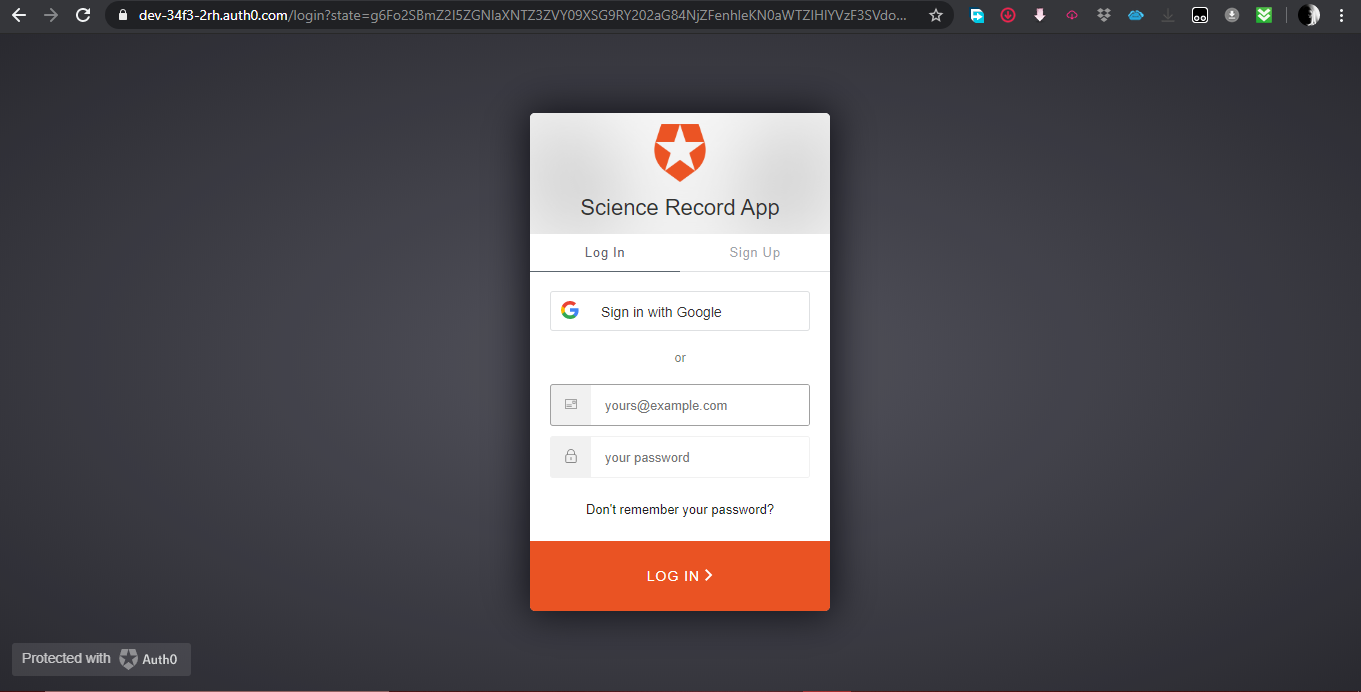 dev-34f3-2rh.auth0.com/login?state=g6Fo2SBmZ2I5ZGNlaXNTZ3ZVY09XSG9RY202aG84NjZFenhleKN0aWTZIHlYVzF3SVdo...
Science Record App
Log In Sign Up
Sign in with Google
or
yours@example.com
your password
Don't remember your password?
LOG IN
Protected with Auth0